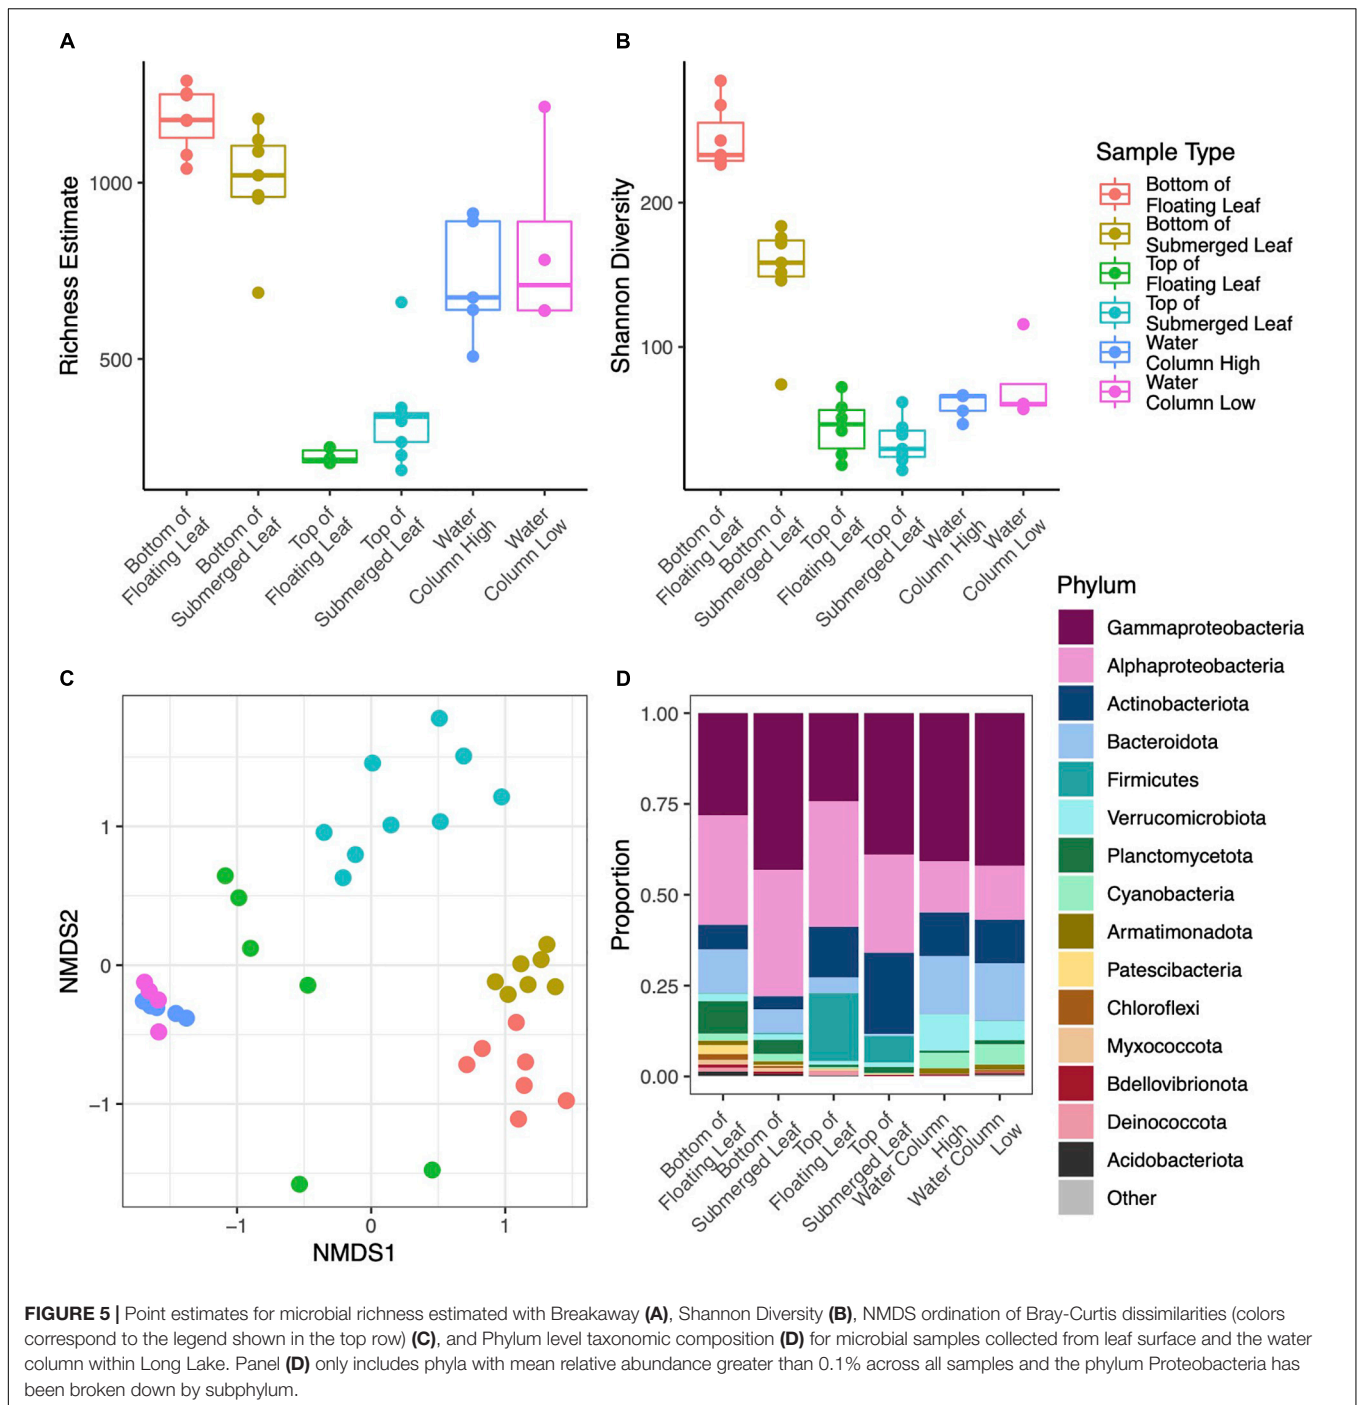 A
Richness Estimate
1000
500
Bottom of
Floating Leaf
Bottom of
Submerged Leaf
Top of
Floating Leaf
Top of
Submerged Leaf
Water
Column High
Water
Column Low
B
Shannon Diversity
200
100
Bottom of
Floating Leaf
Bottom of
Submerged Leaf
Top of
Floating Leaf
Top of
Submerged Leaf
Water
Column High
Water
Column Low
Sample Type
Bottom of
Floating Leaf
Bottom of
Submerged Leaf
Top of
Floating Leaf
Top of
Submerged Leaf
Water
Column High
Water
Column Low
C
NMDS2
1
0
−1
−1
0
1
NMDS1
D
Proportion
1.00
0.75
0.50
0.25
0.00
Bottom of
Floating Leaf
Bottom of
Submerged Leaf
Top of
Floating Leaf
Top of
Submerged Leaf
Water Column
High
Water Column
Low
Phylum
Gammaproteobacteria
Alphaproteobacteria
Actinobacteriota
Bacteroidota
Firmicutes
Verrucomicrobiota
Planctomycetota
Cyanobacteria
Armatimonadota
Patescibacteria
Chloroflexi
Myxococcota
Bdellovibrionota
Deinococcota
Acidobacteriota
Other
FIGURE 5 | Point estimates for microbial richness estimated with Breakaway (A), Shannon Diversity (B), NMDS ordination of Bray-Curtis dissimilarities (colors
correspond to the legend shown in the top row) (C), and Phylum level taxonomic composition (D) for microbial samples collected from leaf surface and the water
column within Long Lake. Panel (D) only includes phyla with mean relative abundance greater than 0.1% across all samples and the phylum Proteobacteria has
been broken down by subphylum.